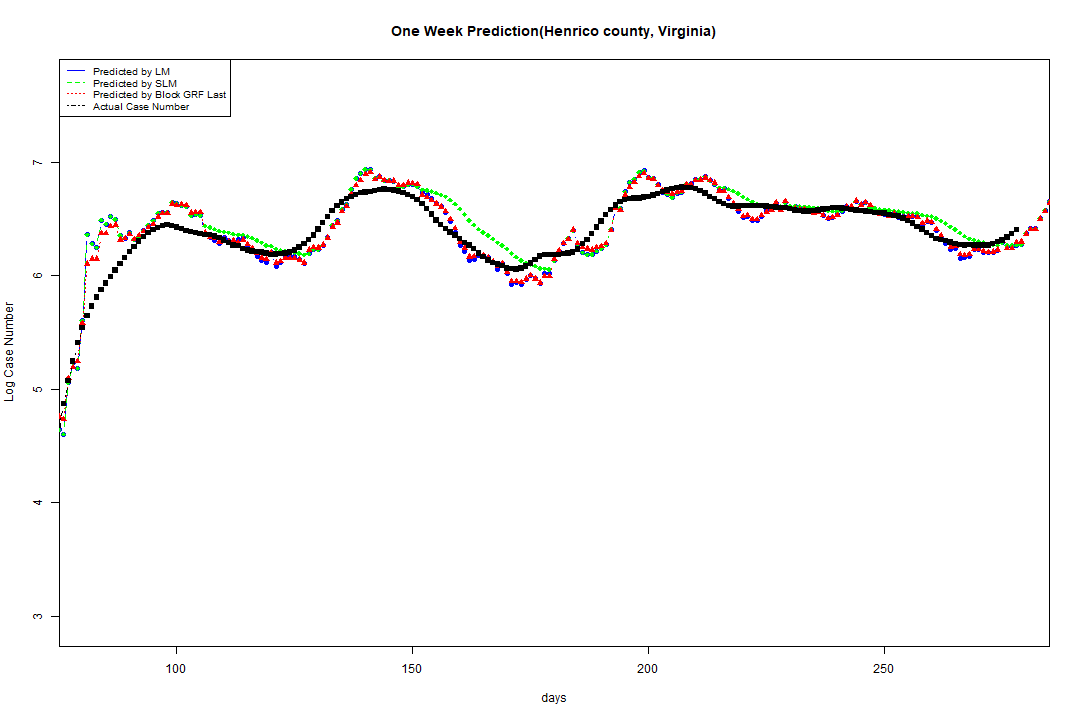 One Week Prediction(Henrico county, Virginia)
Predicted by LM
Predicted by SLM
Predicted by Block GRF Last
Actual Case Number
7
6
5
4
3
Log Case Number
100 150 200 250
days